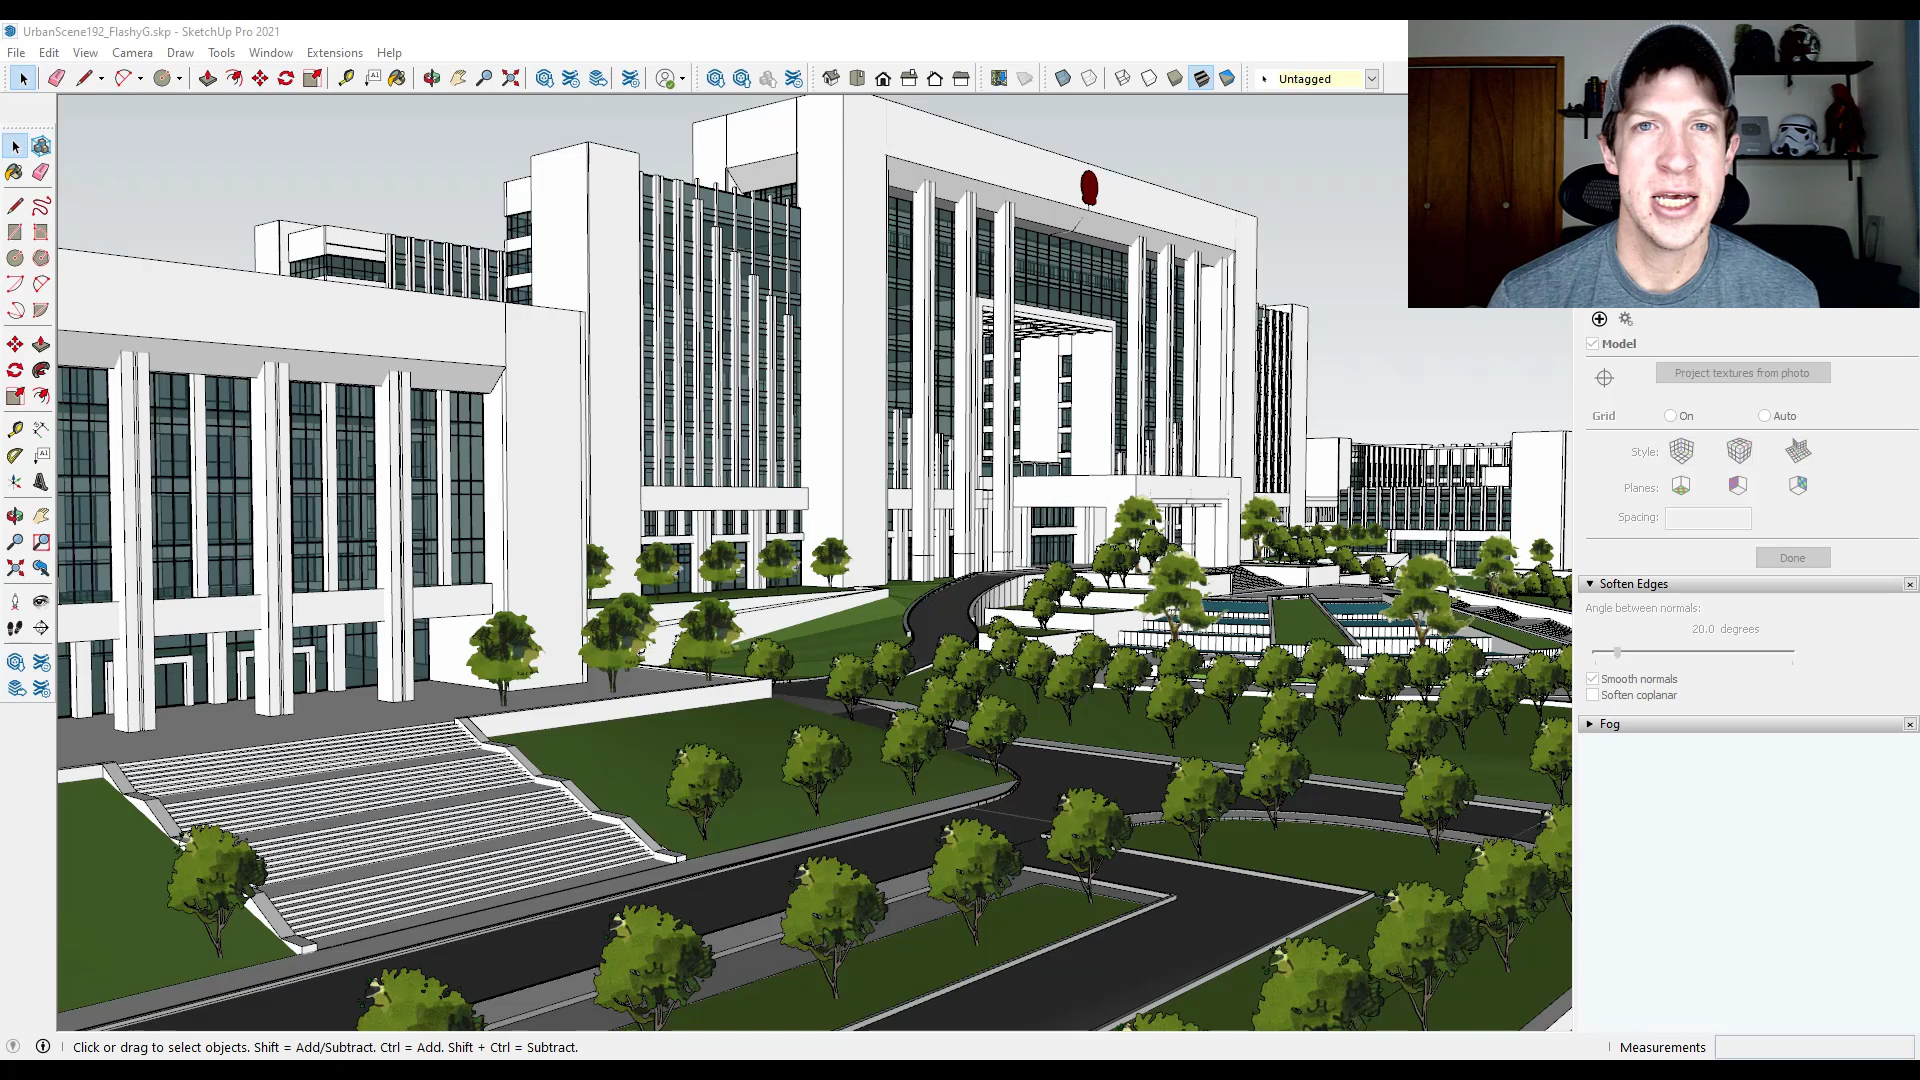 UrbanScene192_FlashyG.skp - SketchUp Pro 2021
File Edit View Camera Draw Tools Window Extensions Help
Untagged
Model
Project textures from photo
Grid On Auto
Style:
Planes:
Spacing:
Done
Soften Edges
Angle between normals:
20.0 degrees
Smooth normals
Soften coplanar
Fog
Click or drag to select objects. Shift = Add/Subtract. Ctrl = Add. Shift + Ctrl = Subtract.
Measurements